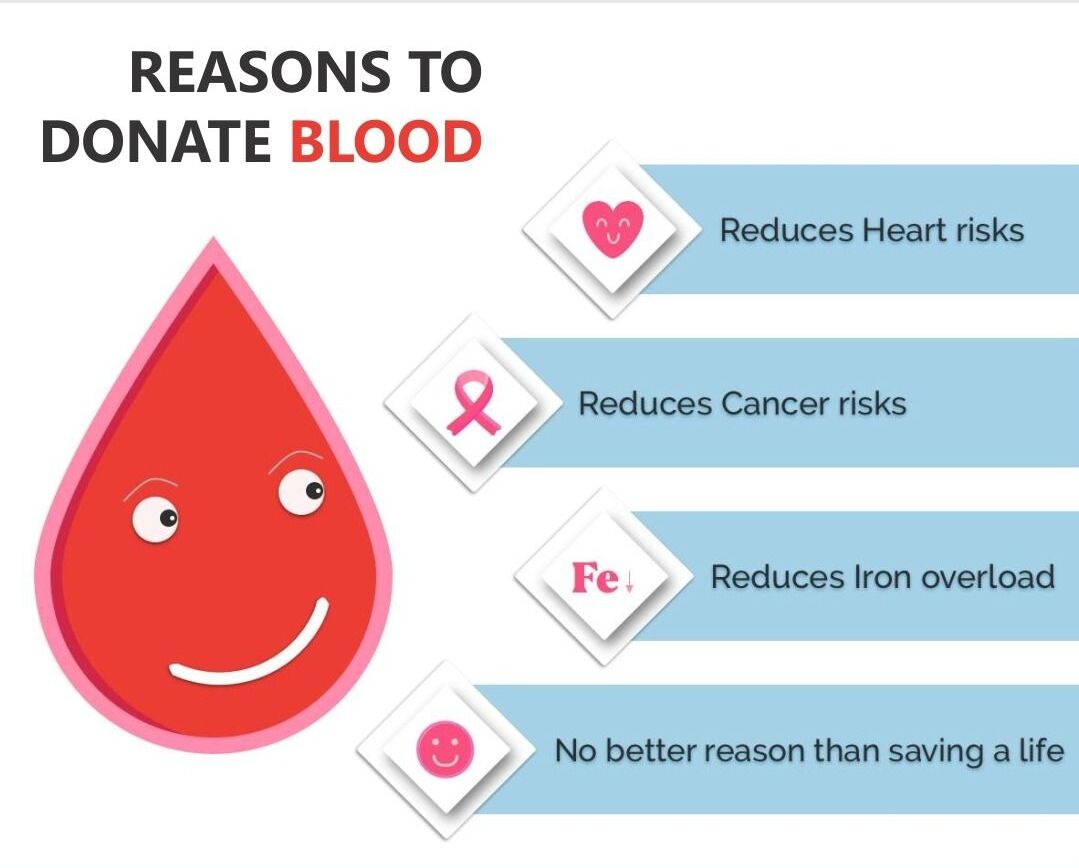 REASONS TO
DONATE BLOOD
Reduces Heart risks
Reduces Cancer risks
Fe↓
Reduces Iron overload
No better reason than saving a life